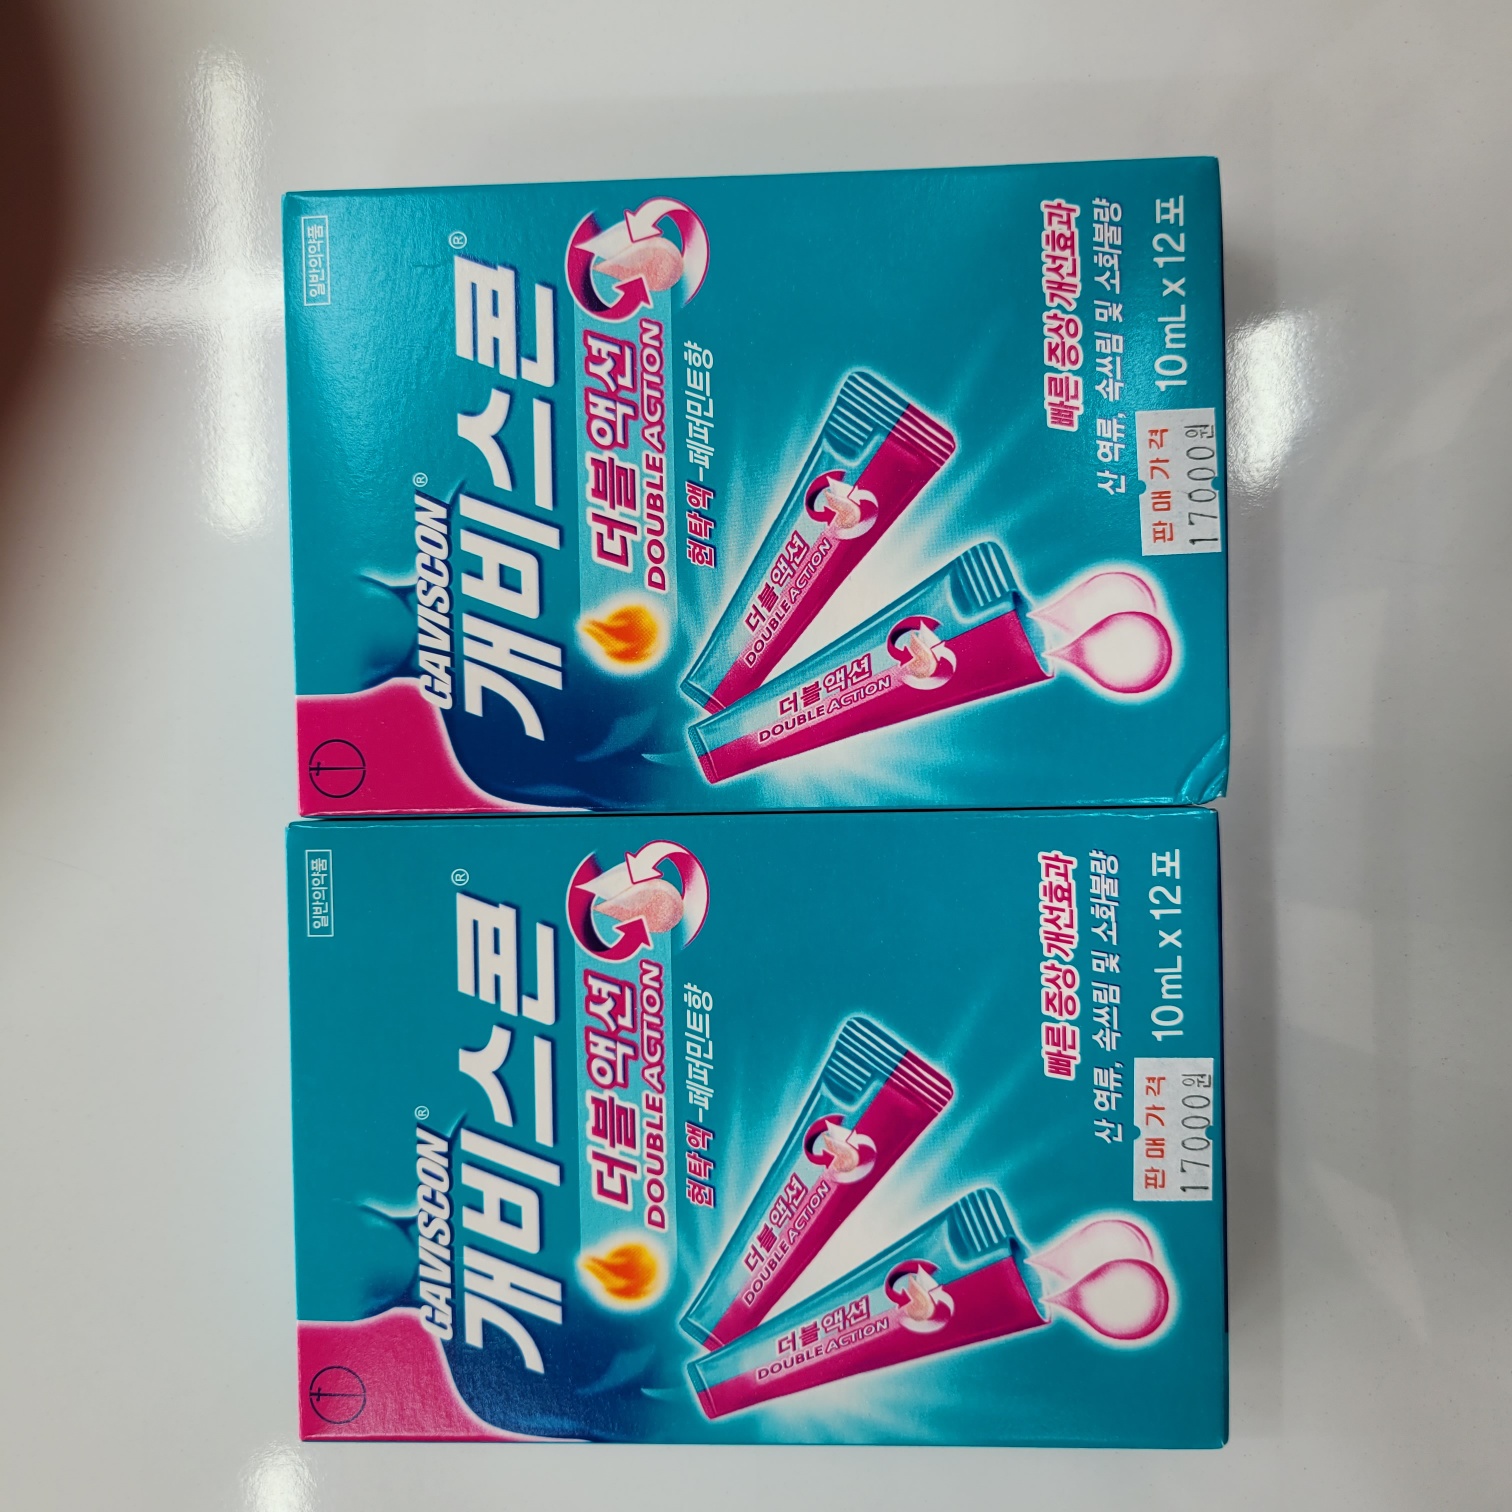 일반의약품
GAVISCON®
개비스콘®
더블액션
DOUBLE ACTION
현탁액-페퍼민트향
더블액션
DOUBLE ACTION
더블액션
DOUBLE ACTION
빠른 증상 개선효과
산 역류, 속쓰림 및 소화불량
10mL x 12포
판매가격
17000원
일반의약품
GAVISCON®
개비스콘®
더블액션
DOUBLE ACTION
현탁액-페퍼민트향
더블액션
DOUBLE ACTION
더블액션
DOUBLE ACTION
빠른 증상 개선효과
산 역류, 속쓰림 및 소화불량
10mL x 12포
판매가격
17000원